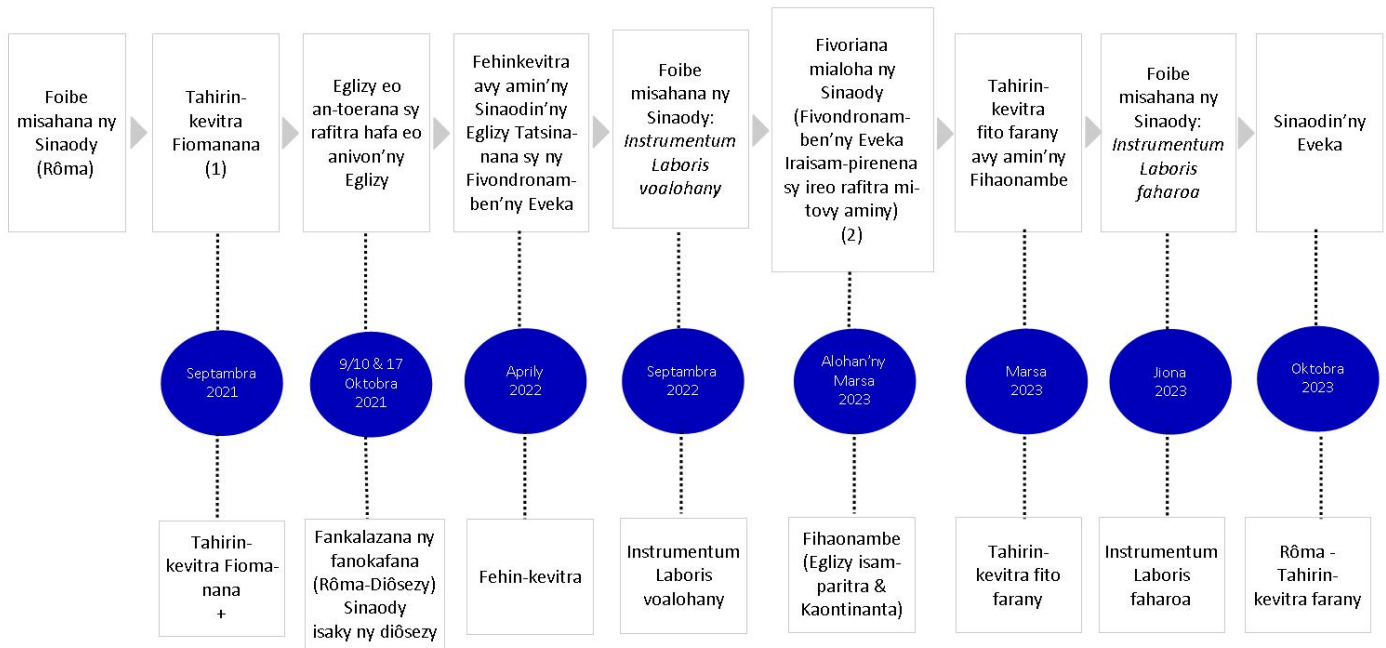 Foibe
misahana ny
Sinaody
(Rôma)
Tahirin-
kevitra
Fiomanana
(1)
Eglizy eo
an-toerana sy
rafitra hafa eo
anivon'ny
Eglizy
Fehinkevitra
avy amin'ny
Sinaodin'ny
Eglizy Tatsina-
nana sy ny
Fivondronam-
ben'ny Eveka
Foibe
misahana ny
Sinaody:
Instrumentum
Laboris
voalohany
Fivoriana
mialoha ny
Sinaody
(Fivondronam-
ben'ny Eveka
Iraisam-pirenena
sy ireo rafitra mi-
tovy aminy)
(2)
Tahirin-
kevitra
fito farany
avy amin'ny
Fihaonambe
Foibe
misahana ny
Sinaody:
Instrumentum
Laboris
faharoa
Sinaodin'ny
Eveka
Septambra
2021
9/10 & 17
Oktobra
2021
Aprily
2022
Septambra
2022
Alohan'ny
Marsa
2023
Marsa
2023
Jiona
2023
Oktobra
2023
Tahirin-
kevitra Fioma-
nana
+
Fankalazana ny
fanokafana
(Rôma-Diôsezy)
Sinaody
isaky ny diôsezy
Fehin-kevitra
Instrumentum
Laboris
voalohany
Fihaonambe
(Eglizy isam-
paritra &
Kaontinanta)
Tahirin-
kevitra fito
farany
Instrumentum
Laboris
faharoa
Rôma -
Tahirin-
kevitra farany